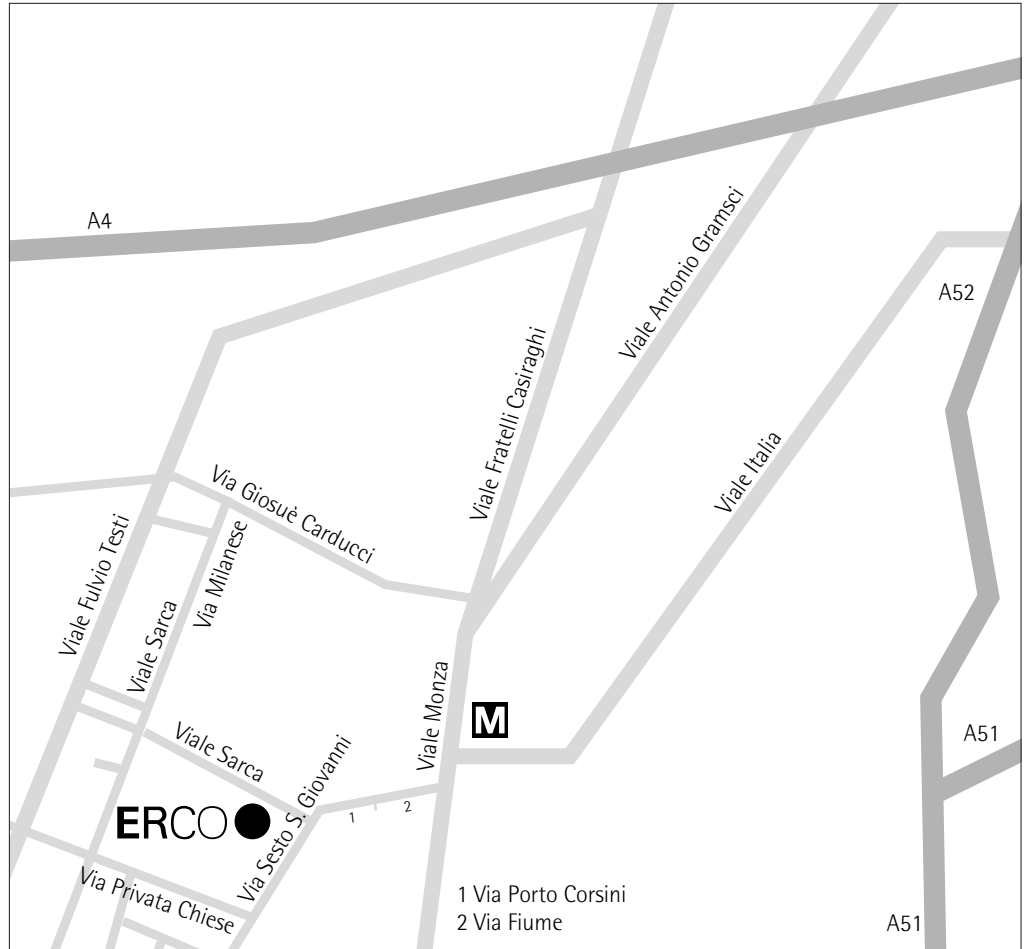 A4
Viale Antonio Gramsci
A52
Viale Fratelli Casiraghi
Viale Italia
Via Giosuè Carducci
Viale Fulvio Testi
Via Milanese
Viale Sarca
Viale Monza
M
Viale Sarca
A51
Via Sesto S. Giovanni
1
2
ERCO
Via Privata Chiese
1 Via Porto Corsini
2 Via Fiume
A51